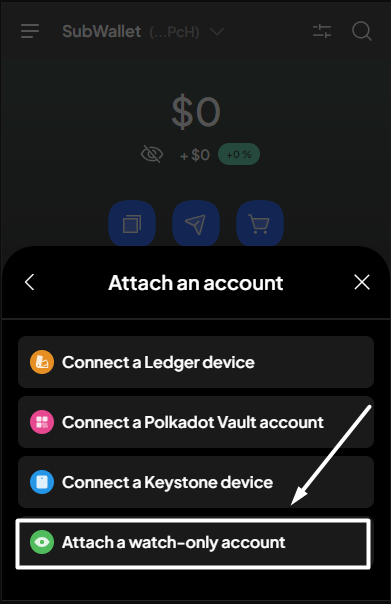 SubWallet (...PcH)
$0
+$0 +0 %
Attach an account
Connect a Ledger device
Connect a Polkadot Vault account
Connect a Keystone device
Attach a watch-only account